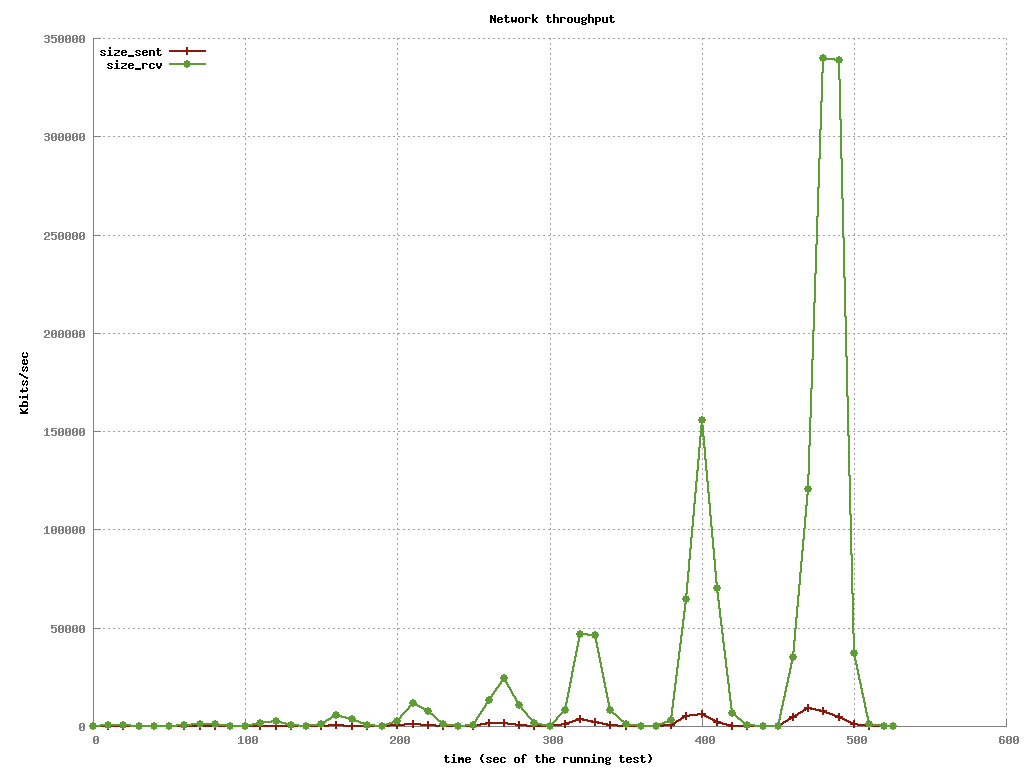 Network throughput
350000
size_sent
size_rcv
300000
250000
200000
Kbits/sec
150000
100000
50000
0
0 100 200 300 400 500 600
time (sec of the running test)